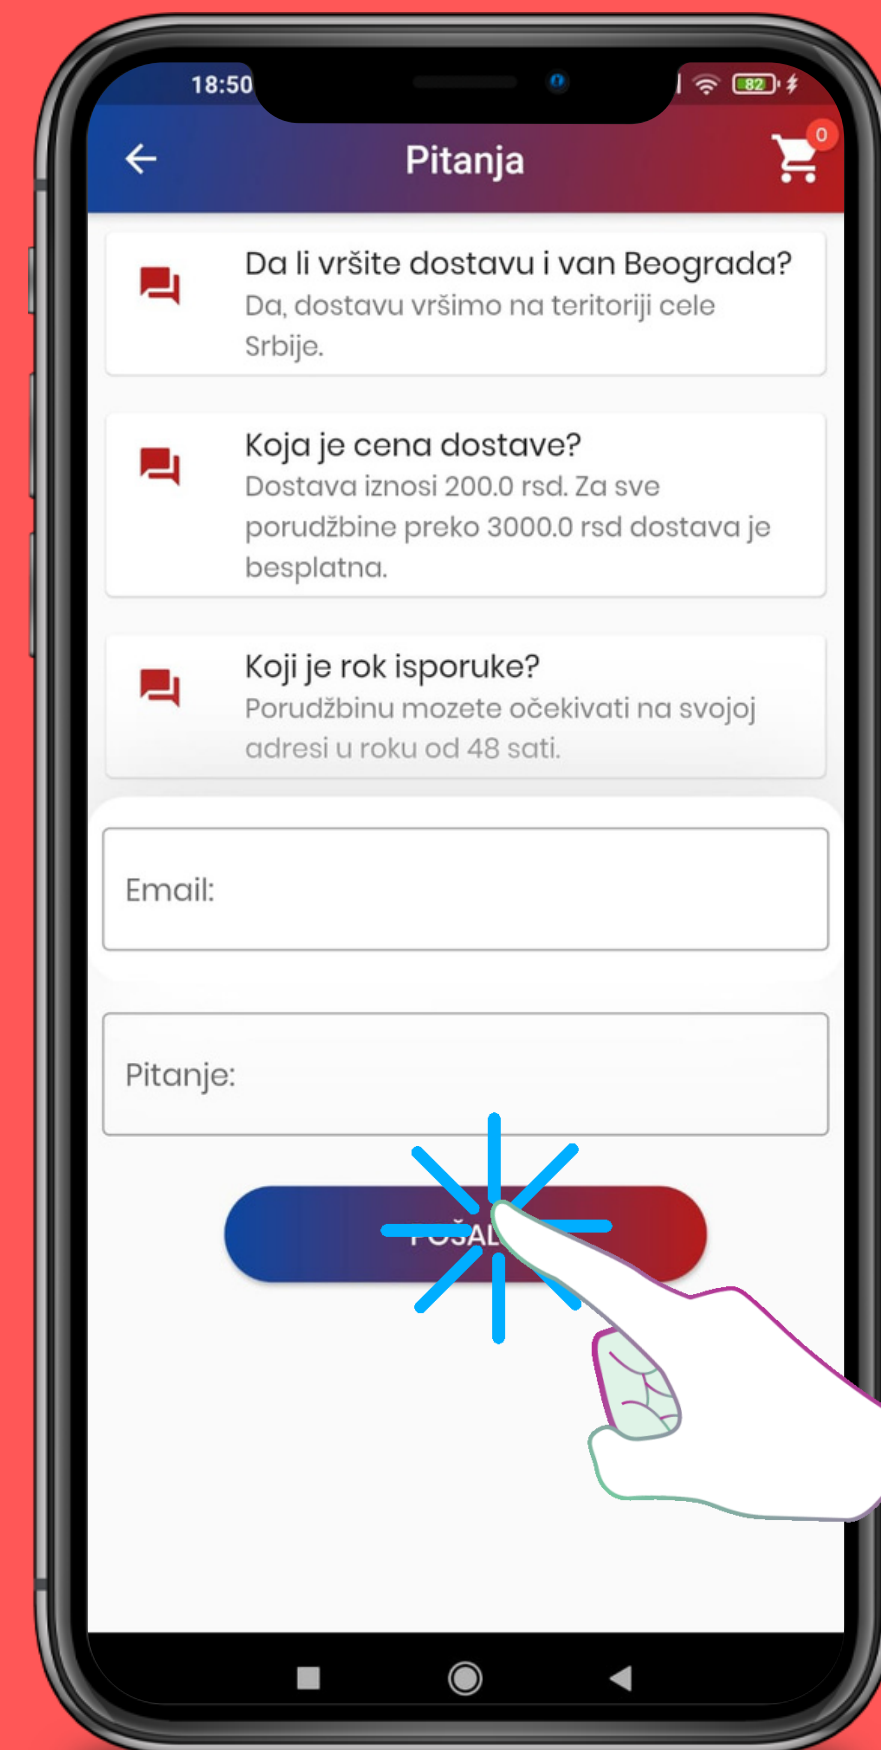 18:50
82
Pitanja
0
Da li vršite dostavu i van Beograda?
Da, dostavu vršimo na teritoriji cele
Srbije.
Koja je cena dostave?
Dostava iznosi 200.0 rsd. Za sve
porudžbine preko 3000.0 rsd dostava je
besplatna.
Koji je rok isporuke?
Porudžbinu mozete očekivati na svojoj
adresi u roku od 48 sati.
Email:
Pitanje: